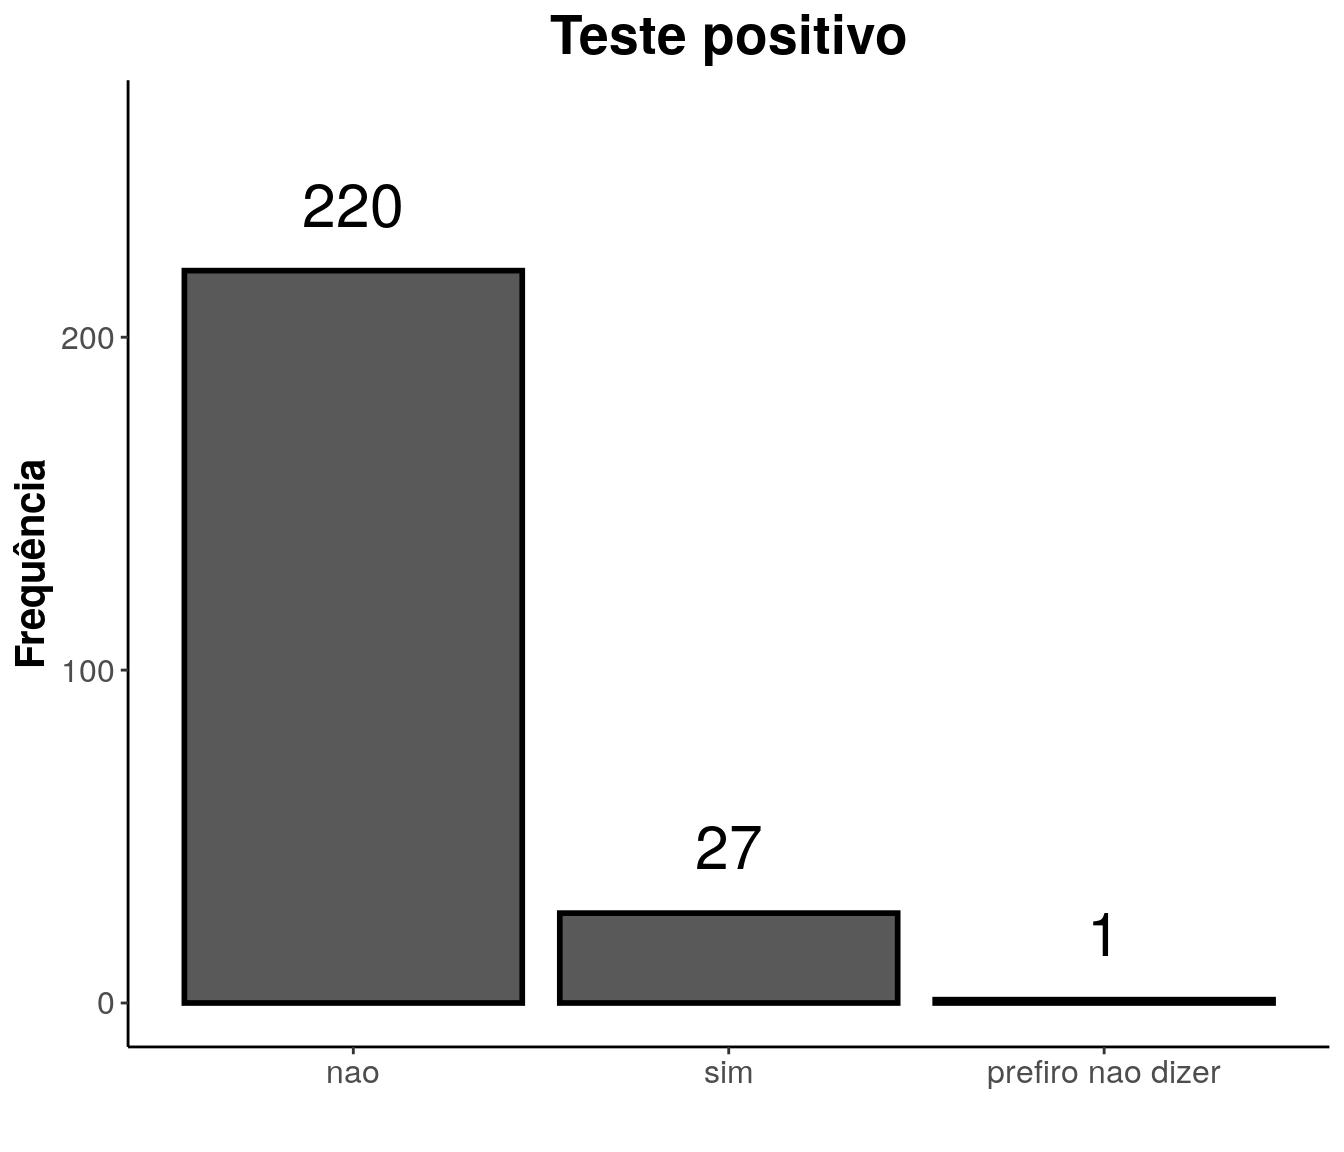 Teste positivo
Frequência
200
100
0
220
27
1
nao
sim
prefiro nao dizer